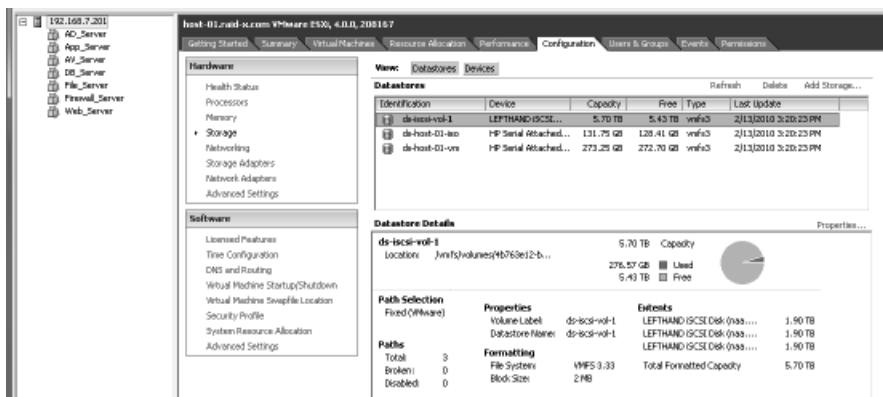 192.168.7.201
AD_Server
App_Server
AV_Server
DB_Server
File_Server
Firewall_Server
Web_Server
host-01.raid-x.com VMware ESXi, 4.0.0, 208167
Getting Started Summary Virtual Machines Resource Allocation Performance Configuration Users & Groups Events Permissions
Hardware
Health Status
Processors
Memory
Storage
Networking
Storage Adapters
Network Adapters
Advanced Settings
Software
Licensed Features
Time Configuration
DNS and Routing
Virtual Machine Startup/Shutdown
Virtual Machine Swapfile Location
Security Profile
System Resource Allocation
Advanced Settings
View: Datastores Devices
Datastores Refresh Delete Add Storage...
Identification Device Capacity Free Type Last Update
ds-iscsi-vol-1 LEFTHAND iSCSI... 5.70 TB 5.43 TB vmfs3 2/13/2010 3:20:23 PM
ds-host-01-iso HP Serial Attached... 131.75 GB 128.41 GB vmfs3 2/13/2010 3:20:23 PM
ds-host-01-vm HP Serial Attached... 273.25 GB 272.70 GB vmfs3 2/13/2010 3:20:23 PM
Datastore Details Properties...
ds-iscsi-vol-1 5.70 TB Capacity
Location: /vmfs/volumes/4b763e12-b...
276.57 GB Used
5.43 TB Free
Path Selection
Fixed (VMware)
Paths
Total: 3
Broken: 0
Disabled: 0
Properties
Volume Label: ds-iscsi-vol-1
Datastore Name: ds-iscsi-vol-1
Formatting
File System: VMFS 3.33
Block Size: 2 MB
Extents
LEFTHAND iSCSI Disk (naa.... 1.90 TB
LEFTHAND iSCSI Disk (naa.... 1.90 TB
LEFTHAND iSCSI Disk (naa.... 1.90 TB
Total Formatted Capacity 5.70 TB